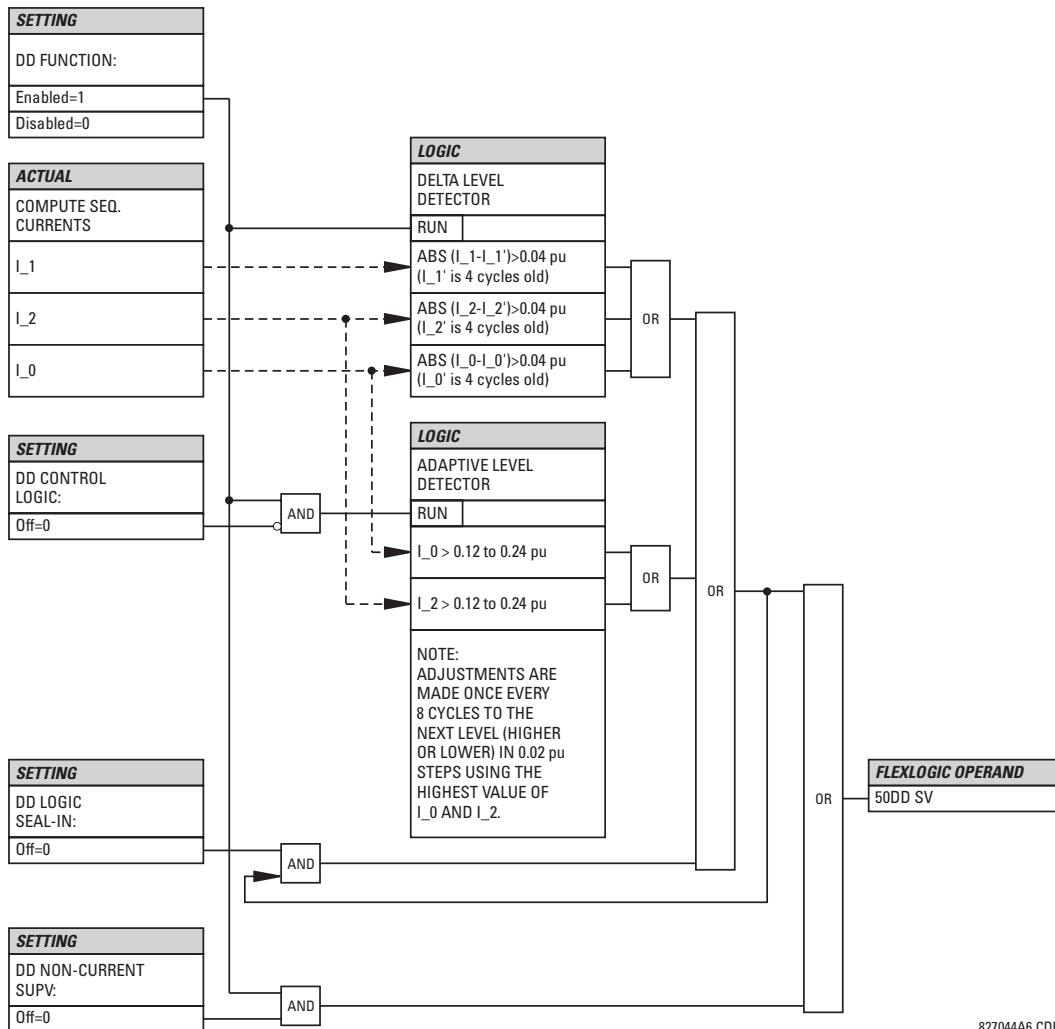 SETTING
DD FUNCTION:
Enabled=1
Disabled=0
ACTUAL
COMPUTE SEQ.
CURRENTS
I_1
I_2
I_0
SETTING
DD CONTROL
LOGIC:
Off=0
SETTING
DD LOGIC
SEAL-IN:
Off=0
SETTING
DD NON-CURRENT
SUPV:
Off=0
AND
AND
AND
LOGIC
DELTA LEVEL
DETECTOR
RUN
ABS (I_1-I_1')>0.04 pu
(I_1' is 4 cycles old)
ABS (I_2-I_2')>0.04 pu
(I_2' is 4 cycles old)
ABS (I_0-I_0')>0.04 pu
(I_0' is 4 cycles old)
LOGIC
ADAPTIVE LEVEL
DETECTOR
RUN
I_0 > 0.12 to 0.24 pu
I_2 > 0.12 to 0.24 pu
NOTE:
ADJUSTMENTS ARE
MADE ONCE EVERY
8 CYCLES TO THE
NEXT LEVEL (HIGHER
OR LOWER) IN 0.02 pu
STEPS USING THE
HIGHEST VALUE OF
I_0 AND I_2.
OR
OR
OR
OR
FLEXLOGIC OPERAND
50DD SV